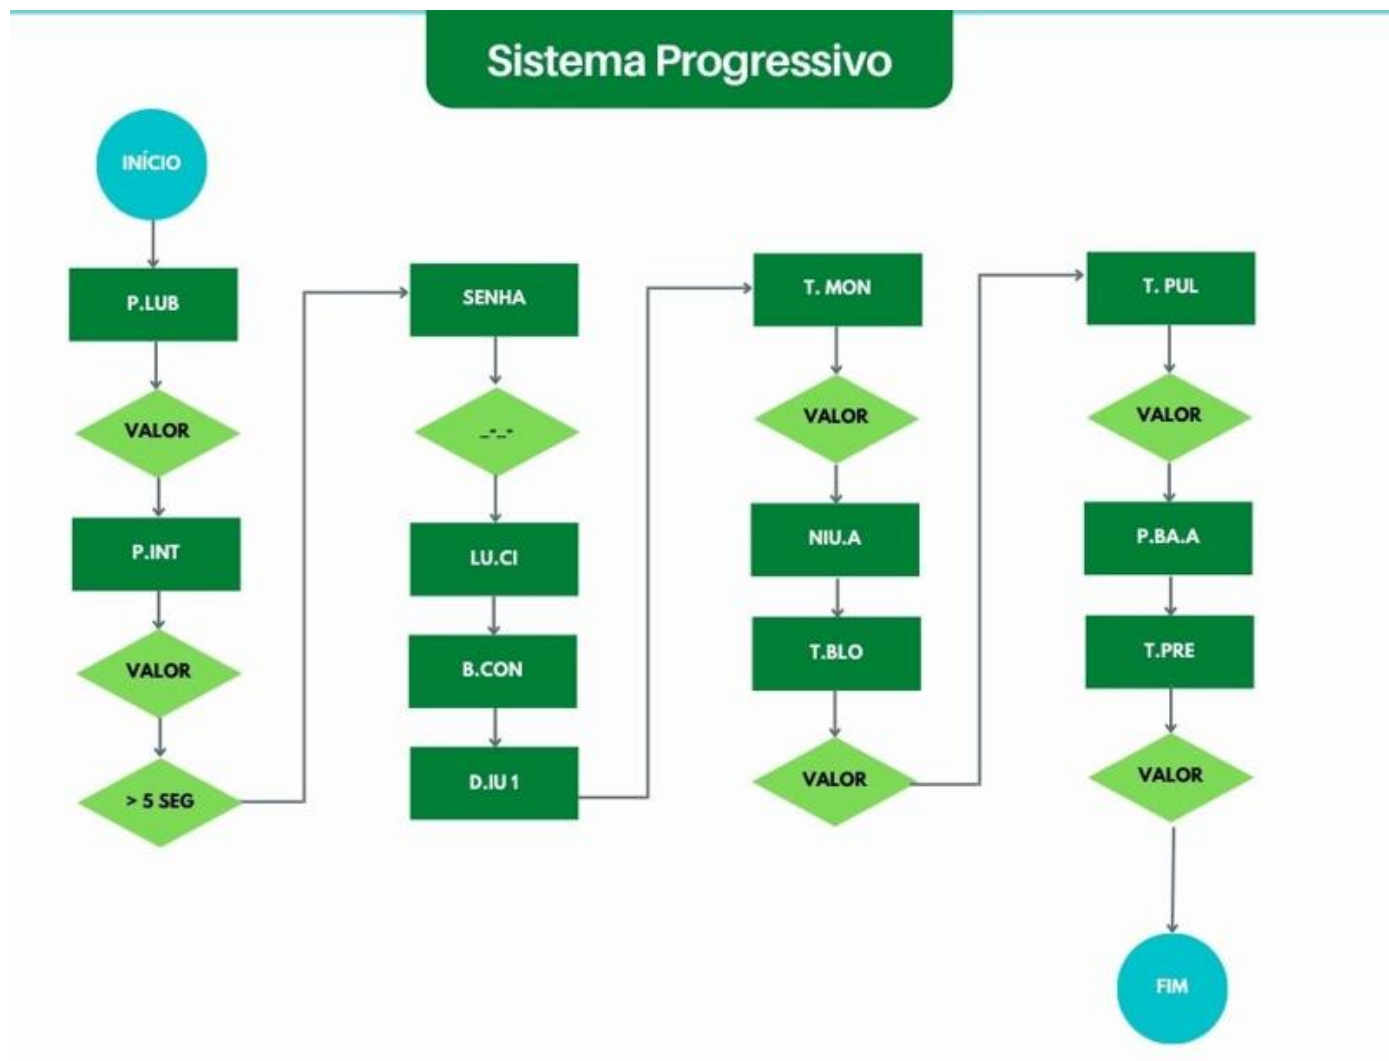 Sistema Progressivo
INÍCIO
P.LUB
VALOR
P.INT
VALOR
> 5 SEG
SENHA
_-_-
LU.CI
B.CON
D.IU 1
T. MON
VALOR
NIU.A
T.BLO
VALOR
T. PUL
VALOR
P.BA.A
T.PRE
VALOR
FIM